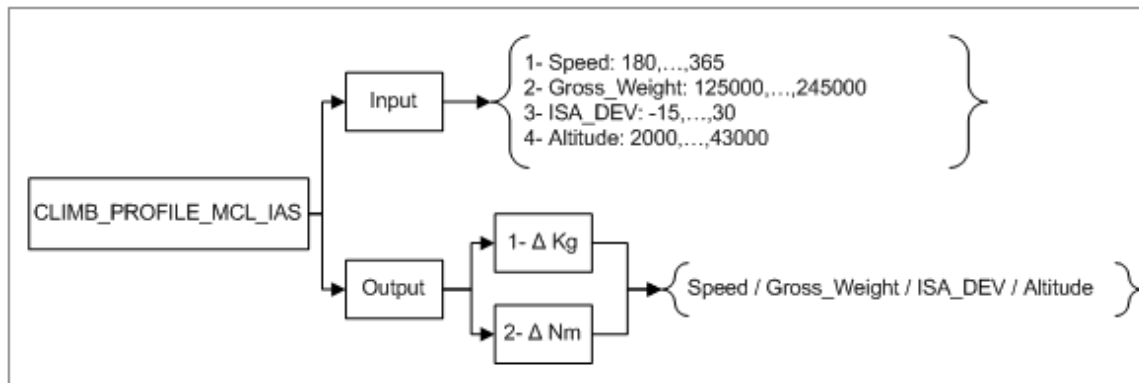 1- Speed: 180,...,365
2- Gross_Weight: 125000,...,245000
3- ISA_DEV: -15,...,30
4- Altitude: 2000,...,43000
Input
CLIMB_PROFILE_MCL_IAS
1- Δ Kg
Output
Speed / Gross_Weight / ISA_DEV / Altitude
2- Δ Nm